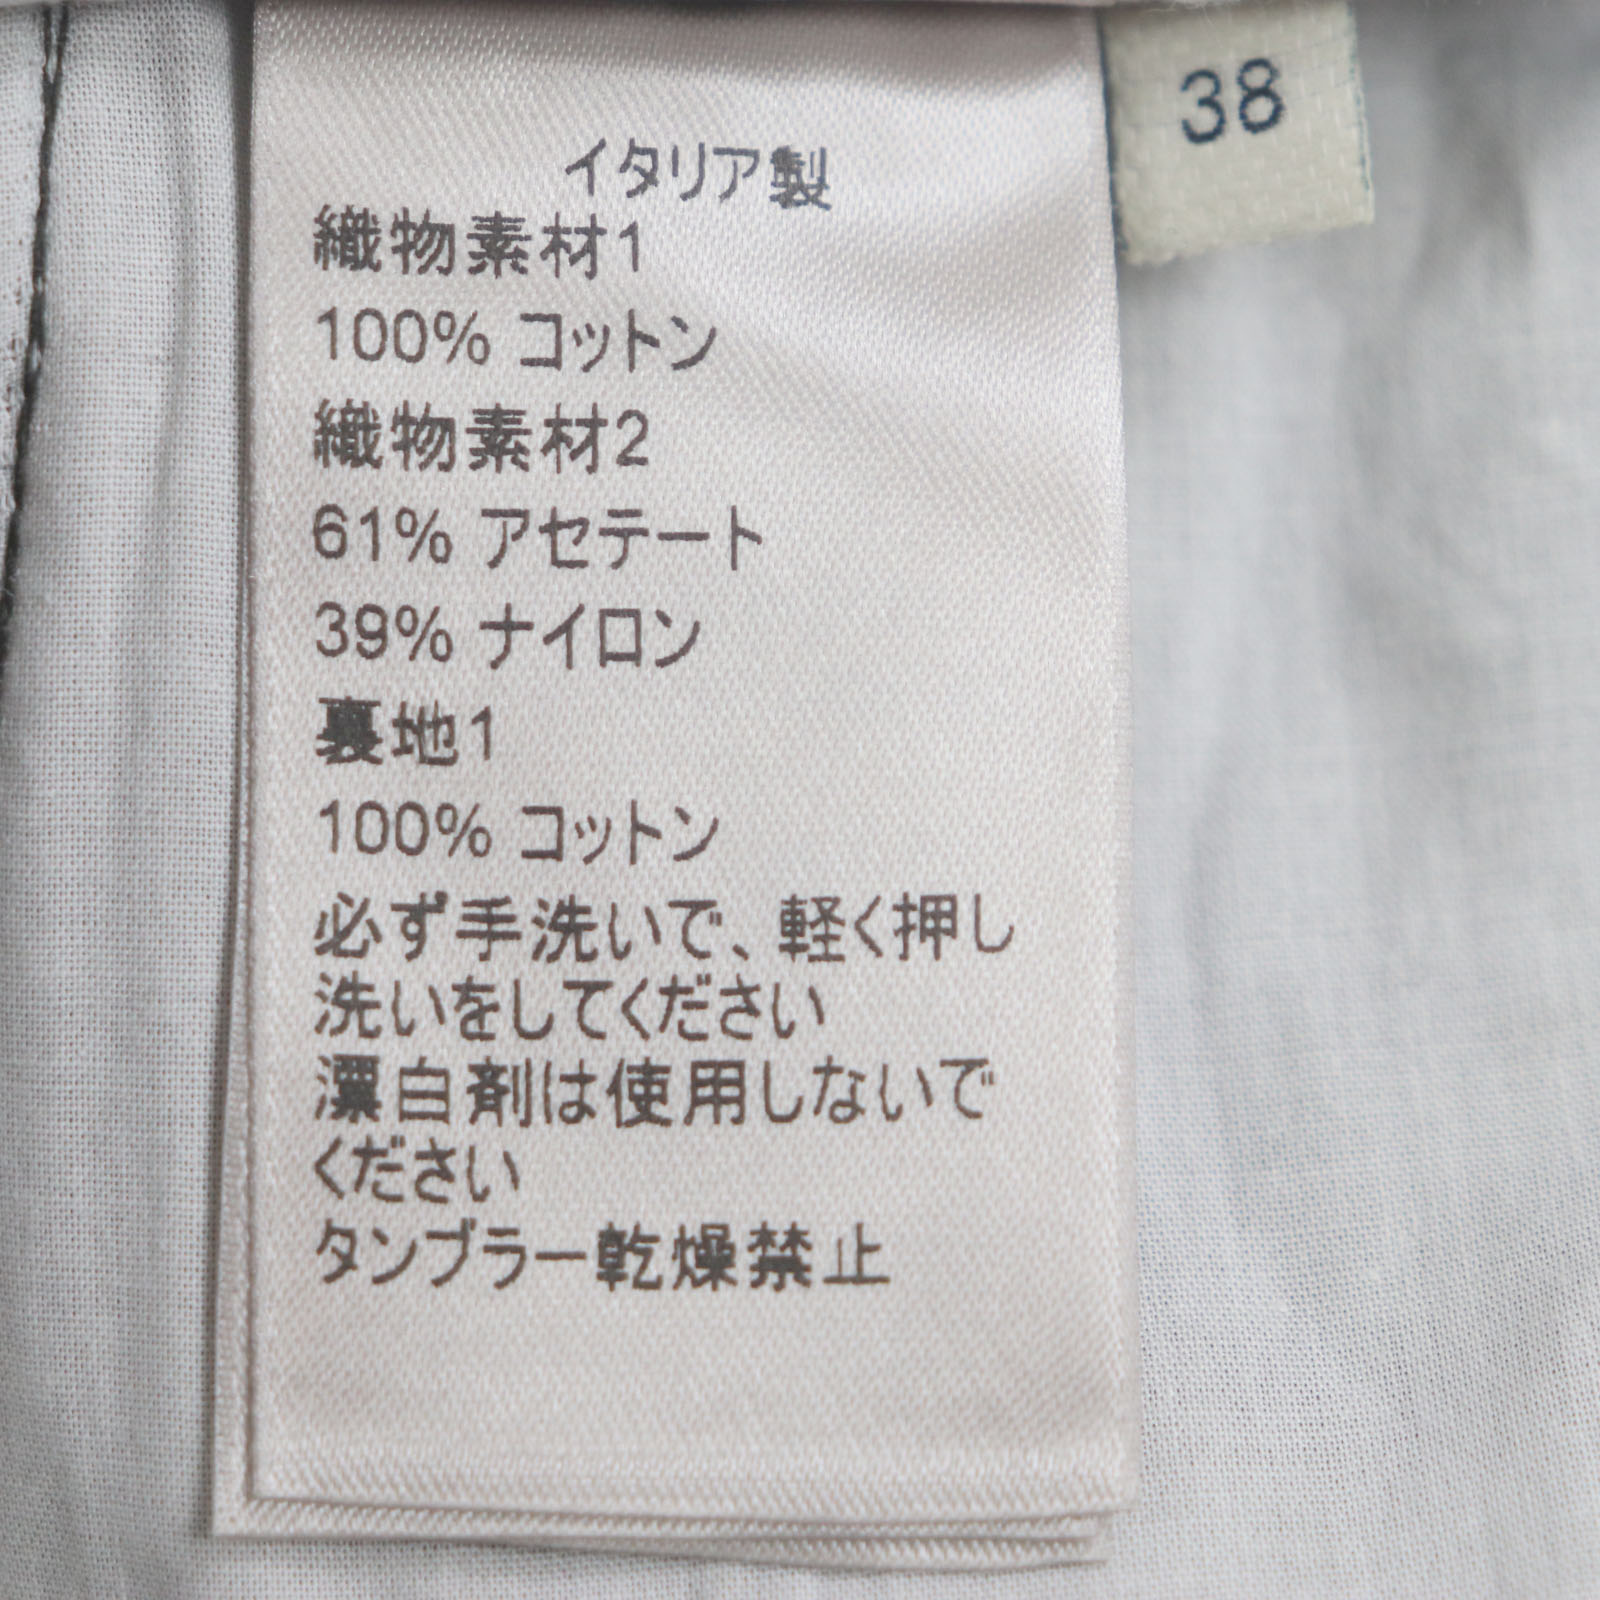 38
イタリア製
織物素材1
100% コットン
織物素材2
61% アセテート
39% ナイロン
裏地1
100% コットン
必ず手洗いで、軽く押し
洗いをしてください
漂白剤は使用しないで
ください
タンブラー乾燥禁止